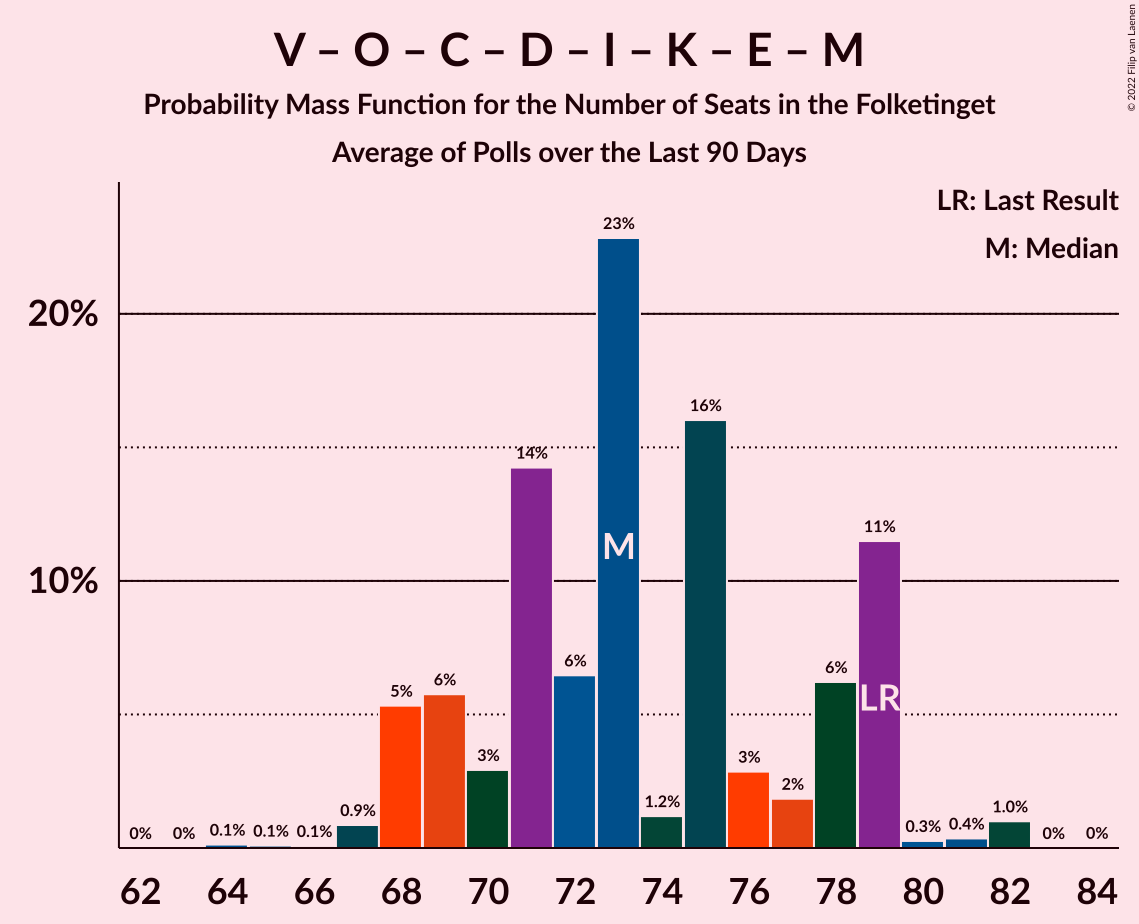 V – O – C – D – I – K – E – M
Probability Mass Function for the Number of Seats in the Folketinget
Average of Polls over the Last 90 Days
© 2022 Filip van Laenen
LR: Last Result
M: Median
20%
10%
0%
0%
0.1%
0.1%
0.1%
0.9%
5%
6%
3%
14%
6%
23%
1.2%
16%
3%
2%
6%
11%
0.3%
0.4%
1.0%
0%
0%
M
LR
62 64 66 68 70 72 74 76 78 80 82 84